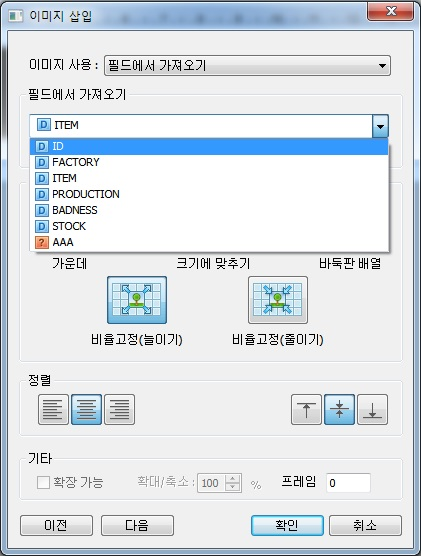 이미지 삽입
이미지 사용 : 필드에서 가져오기
필드에서 가져오기
D ITEM
D ID
D FACTORY
D ITEM
D PRODUCTION
D BADNESS
D STOCK
? AAA
가운데 크기에 맞추기 바둑판 배열
비율고정(늘이기) 비율고정(줄이기)
정렬
기타
확장 가능 확대/축소 : 100 % 프레임 0
이전 다음 확인 취소